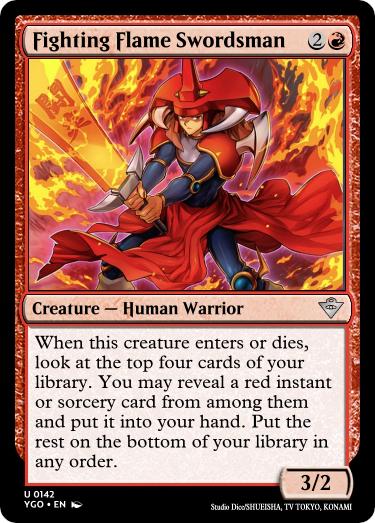 Fighting Flame Swordsman 2
闘
Creature — Human Warrior
When this creature enters or dies,
look at the top four cards of your
library. You may reveal a red instant
or sorcery card from among them
and put it into your hand. Put the
rest on the bottom of your library in
any order.
3/2
U 0142
YGO • EN
Studio Dice/SHUEISHA, TV TOKYO, KONAMI